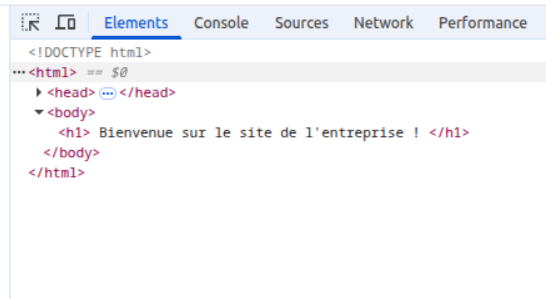 Elements Console Sources Network Performance
<!DOCTYPE html>
···<html> == $0
▶<head>···</head>
▼<body>
<h1> Bienvenue sur le site de l'entreprise ! </h1>
</body>
</html>